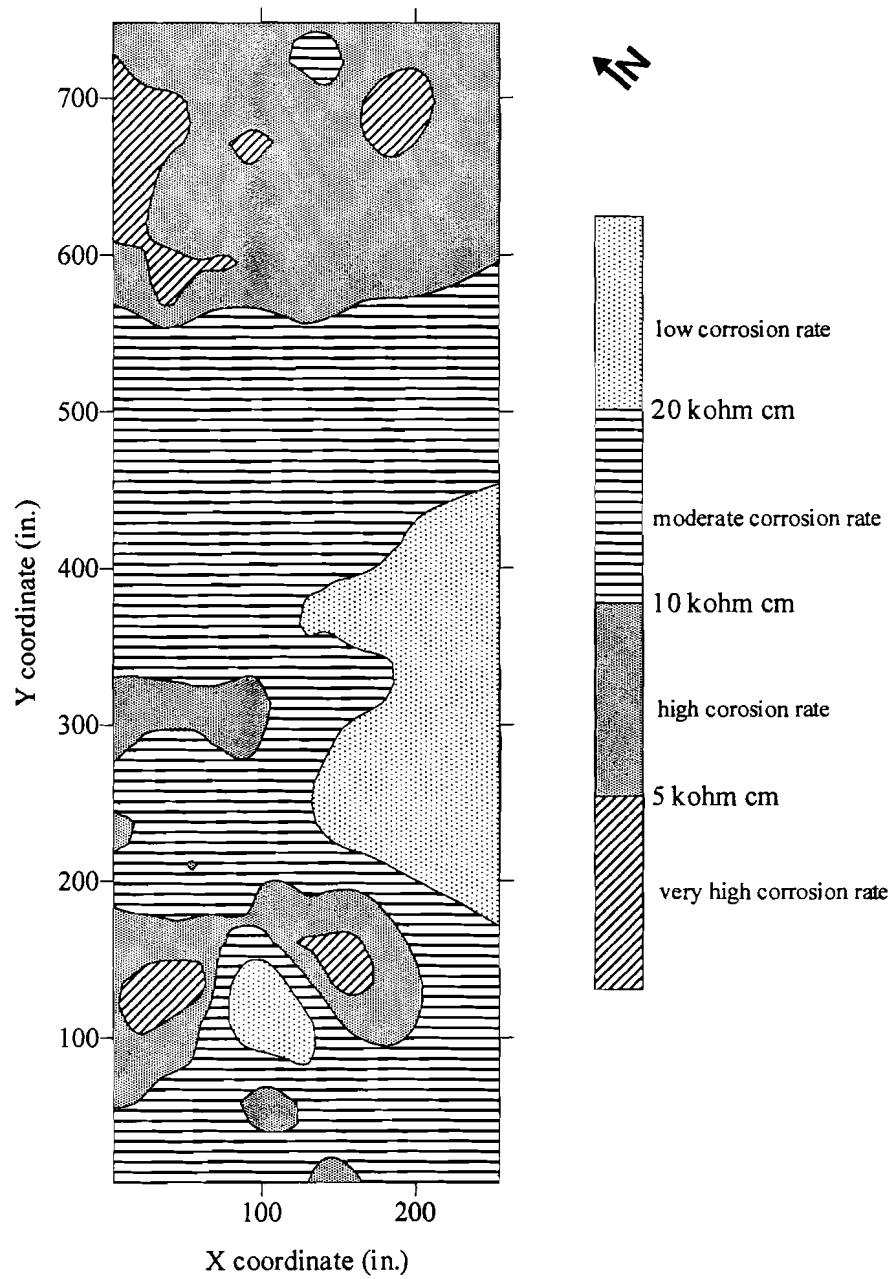 N
700
600
500
400
300
200
100
Y coordinate (in.)
100 200
X coordinate (in.)
low corrosion rate
20 kohm cm
moderate corrosion rate
10 kohm cm
high corosion rate
5 kohm cm
very high corrosion rate